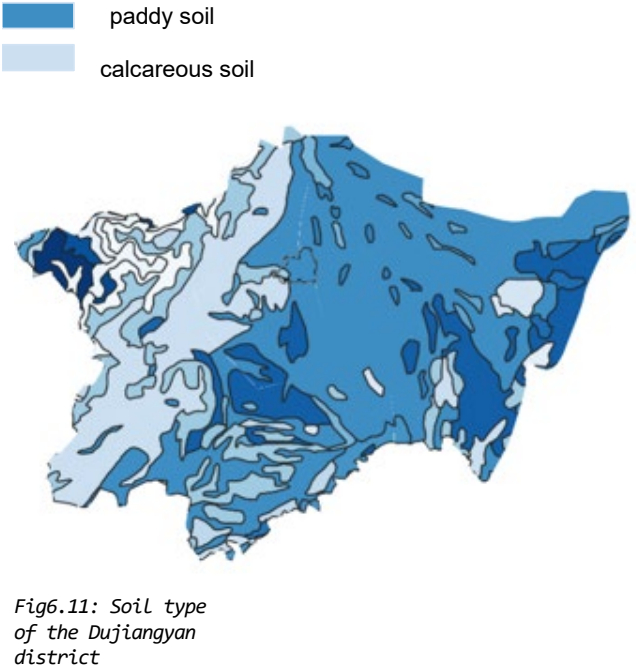 paddy soil
calcareous soil
Fig6.11: Soil type
of the Dujiangyan
district